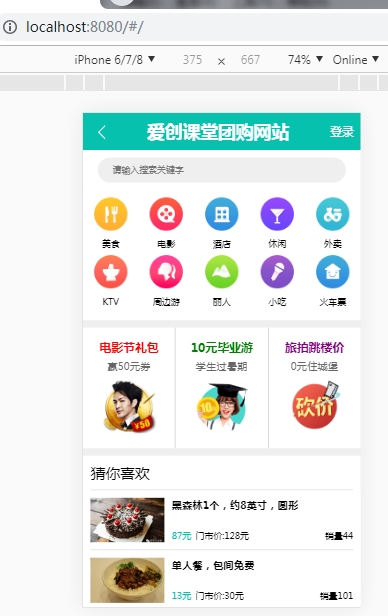 localhost:8080/#/
iPhone 6/7/8 ▼ 375 × 667 74% ▼ Online ▼
爱创课堂团购网站 登录
请输入搜索关键字
美食 电影 酒店 休闲 外卖
KTV 周边游 丽人 小吃 火车票
电影节礼包 10元毕业游 旅拍跳楼价
赢50元券 学生过暑期 0元住城堡
¥50 10 砍价
猜你喜欢
黑森林1个，约8英寸，圆形
87元 门市价:128元 销量44
单人餐，包间免费
13元 门市价:30元 销量101